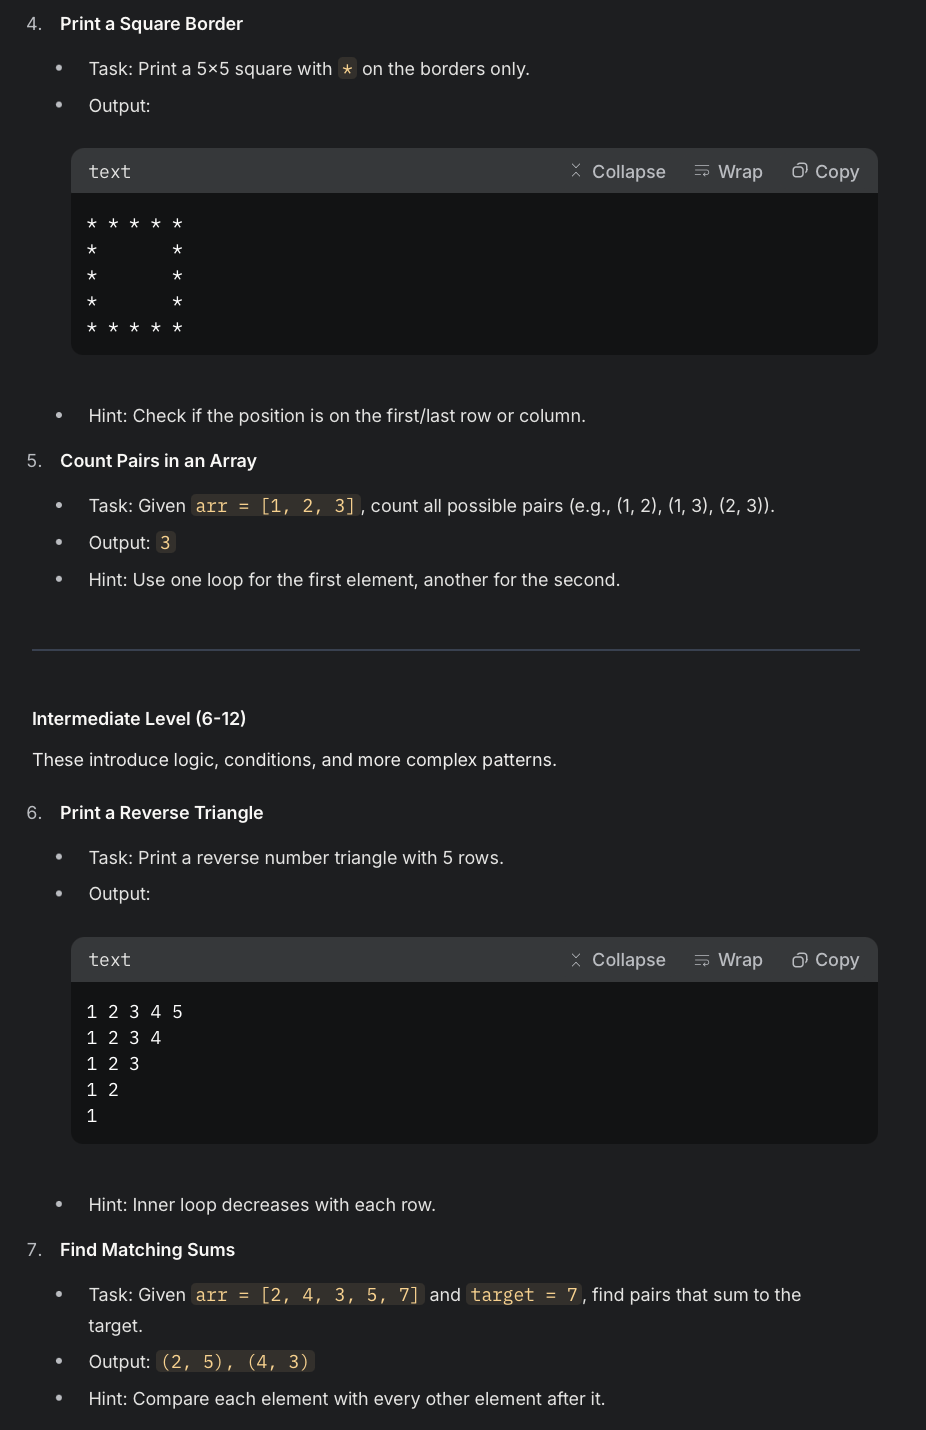 4. Print a Square Border
• Task: Print a 5×5 square with * on the borders only.
• Output:
text Collapse Wrap Copy
* * * * *
*       *
*       *
*       *
* * * * *
• Hint: Check if the position is on the first/last row or column.
5. Count Pairs in an Array
• Task: Given arr = [1, 2, 3], count all possible pairs (e.g., (1, 2), (1, 3), (2, 3)).
• Output: 3
• Hint: Use one loop for the first element, another for the second.
Intermediate Level (6-12)
These introduce logic, conditions, and more complex patterns.
6. Print a Reverse Triangle
• Task: Print a reverse number triangle with 5 rows.
• Output:
text Collapse Wrap Copy
1 2 3 4 5
1 2 3 4
1 2 3
1 2
1
• Hint: Inner loop decreases with each row.
7. Find Matching Sums
• Task: Given arr = [2, 4, 3, 5, 7] and target = 7, find pairs that sum to the
target.
• Output: (2, 5), (4, 3)
• Hint: Compare each element with every other element after it.